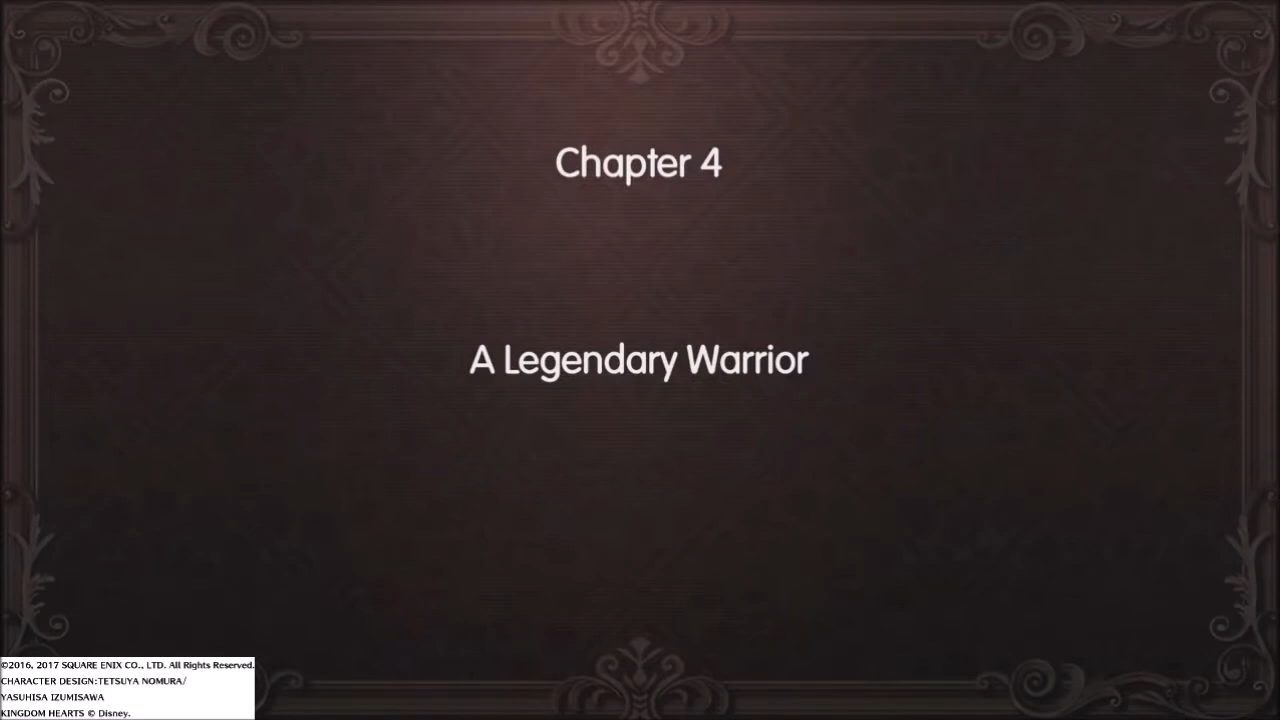 Chapter 4
A Legendary Warrior
©2016, 2017 SQUARE ENIX CO., LTD. All Rights Reserved.
CHARACTER DESIGN:TETSUYA NOMURA/
YASUHISA IZUMISAWA
KINGDOM HEARTS © Disney.